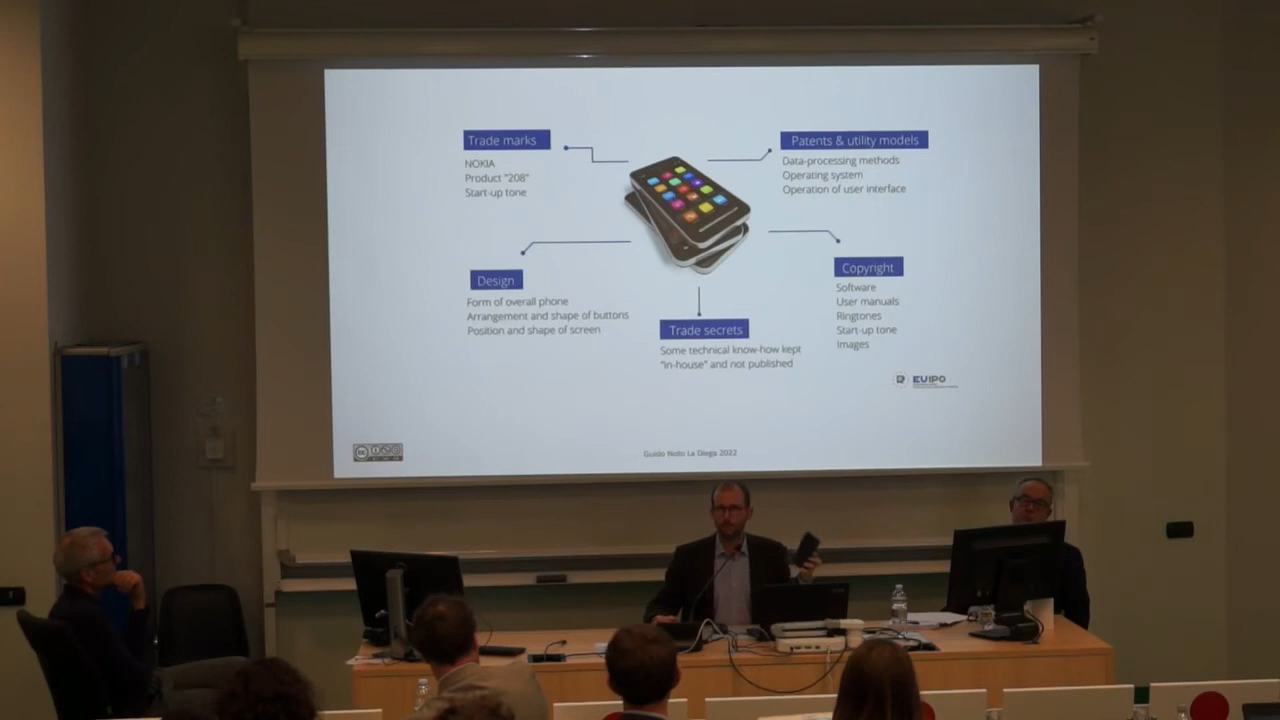 Trade marks
NOKIA
Product "208"
Start-up tone
Patents & utility models
Data-processing methods
Operating system
Operation of user interface
Design
Form of overall phone
Arrangement and shape of buttons
Position and shape of screen
Trade secrets
Some technical know-how kept
"in-house" and not published
Copyright
Software
User manuals
Ringtones
Start-up tone
Images
EUIPO
Guido Noto La Diega 2022